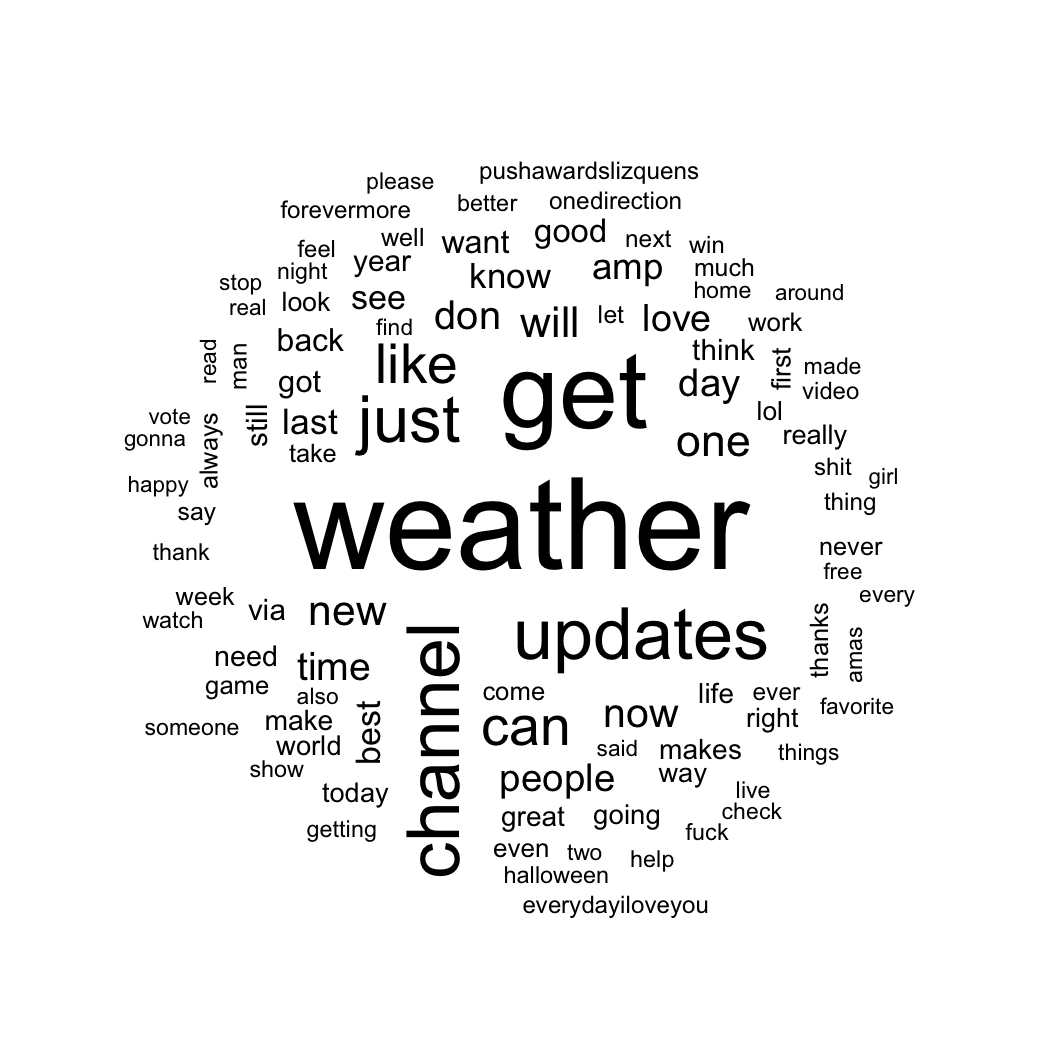 pushawardslizquens
please
better
onedirection
forevermore
good
well
want
next
win
feel
year
know
amp
much
night
stop
look
see
home
around
real
don
will
let
love
work
find
back
like
get
think
first
made
read
man
got
day
video
just
lol
vote
last
still
one
really
gonna
always
take
shit
girl
happy
thing
say
weather
thank
never
free
week
every
watch
via
new
updates
thanks
amas
need
time
channel
game
come
life
ever
also
favorite
someone
make
best
can
now
right
world
said
makes
things
show
people
way
today
live
great
going
check
getting
fuck
even
two
help
halloween
everydayiloveyou